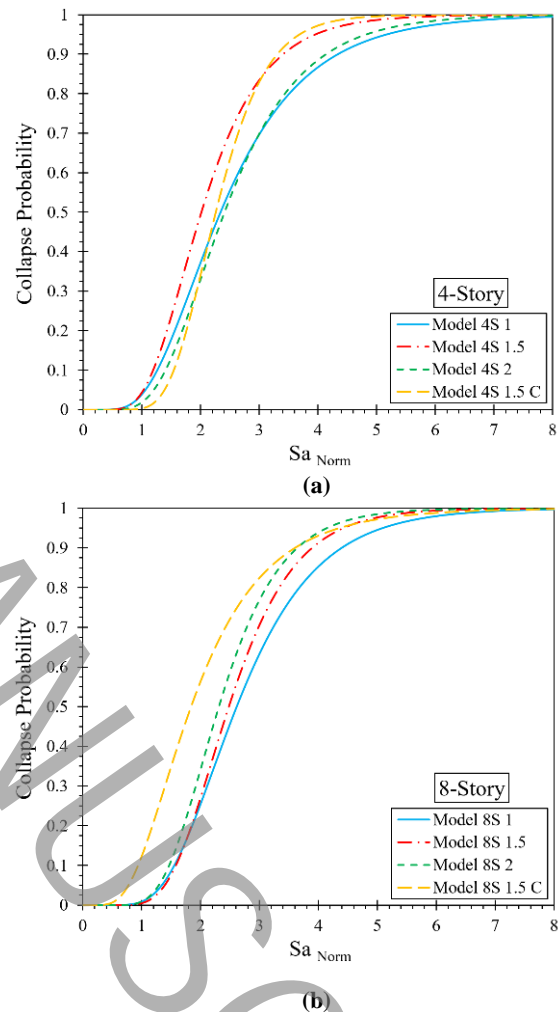 1
0.9
0.8
0.7
0.6
0.5
0.4
0.3
0.2
0.1
0
Collapse Probability
4-Story
Model 4S 1
Model 4S 1.5
Model 4S 2
Model 4S 1.5 C
0 1 2 3 4 5 6 7 8
Sa Norm
(a)
1
0.9
0.8
0.7
0.6
0.5
0.4
0.3
0.2
0.1
0
Collapse Probability
8-Story
Model 8S 1
Model 8S 1.5
Model 8S 2
Model 8S 1.5 C
0 1 2 3 4 5 6 7 8
Sa Norm
(b)